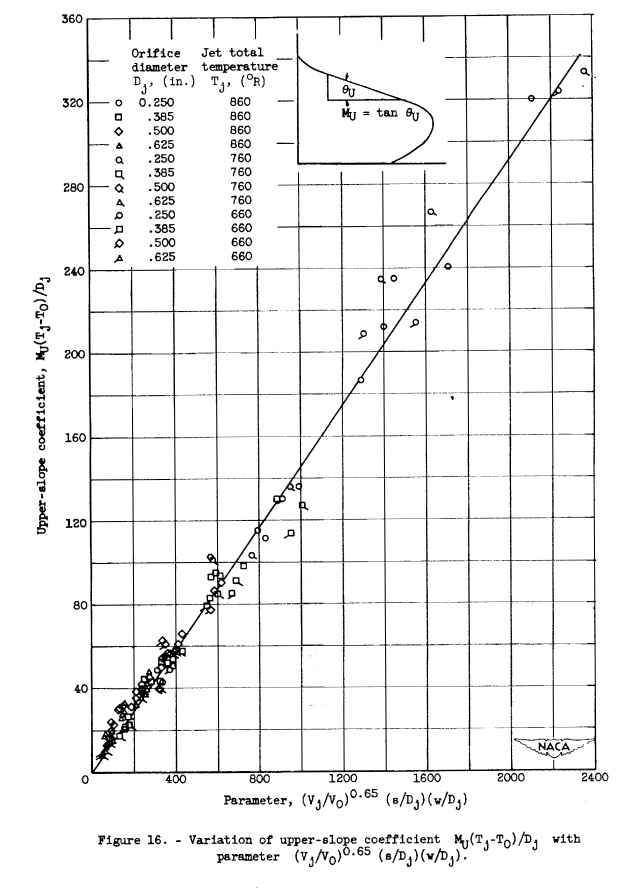 360
320
280
240
200
160
120
80
40
0
Upper-slope coefficient, M_U(T_j-T_0)/D_j
Orifice Jet total
diameter temperature
D_j, (in.) T_j, (°R)
0.250 860
.385 860
.500 860
.625 860
.250 760
.385 760
.500 760
.625 760
.250 660
.385 660
.500 660
.625 660
θ_U
M_U = tan θ_U
NACA
0 400 800 1200 1600 2000 2400
Parameter, (V_j/V_0)^0.65 (s/D_j)(w/D_j)
Figure 16. - Variation of upper-slope coefficient M_U(T_j-T_0)/D_j with
parameter (V_j/V_0)^0.65 (s/D_j)(w/D_j).